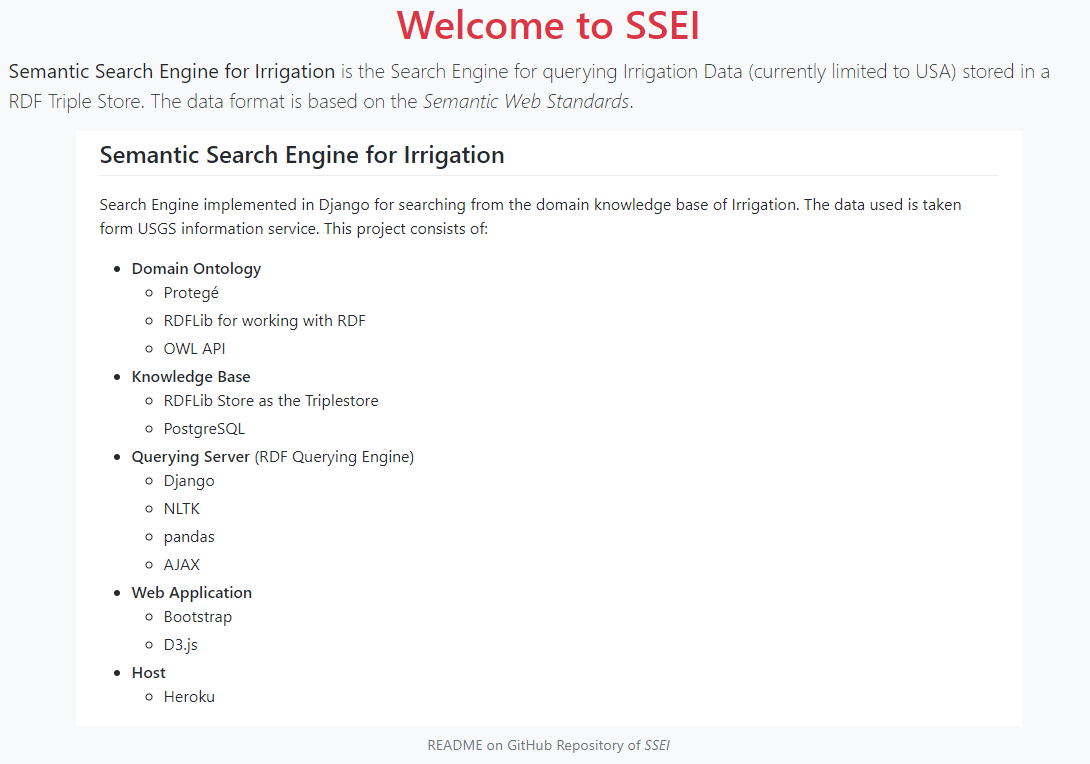 Welcome to SSEI
Semantic Search Engine for Irrigation is the Search Engine for querying Irrigation Data (currently limited to USA) stored in a
RDF Triple Store. The data format is based on the Semantic Web Standards.
Semantic Search Engine for Irrigation
Search Engine implemented in Django for searching from the domain knowledge base of Irrigation. The data used is taken
form USGS information service. This project consists of:
Domain Ontology
Protegé
RDFLib for working with RDF
OWL API
Knowledge Base
RDFLib Store as the Triplestore
PostgreSQL
Querying Server (RDF Querying Engine)
Django
NLTK
pandas
AJAX
Web Application
Bootstrap
D3.js
Host
Heroku
README on GitHub Repository of SSEI